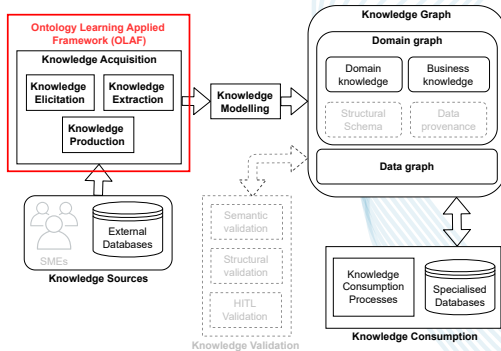 Ontology Learning Applied
Framework (OLAF)
Knowledge Acquisition
Knowledge
Elicitation
Knowledge
Extraction
Knowledge
Production
Knowledge
Modelling
Knowledge Graph
Domain graph
Domain
knowledge
Business
knowledge
Structural
Schema
Data
provenance
Data graph
SMEs
External
Databases
Knowledge Sources
Semantic
validation
Structural
validation
HITL
Validation
Knowledge Validation
Knowledge
Consumption
Processes
Specialised
Databases
Knowledge Consumption